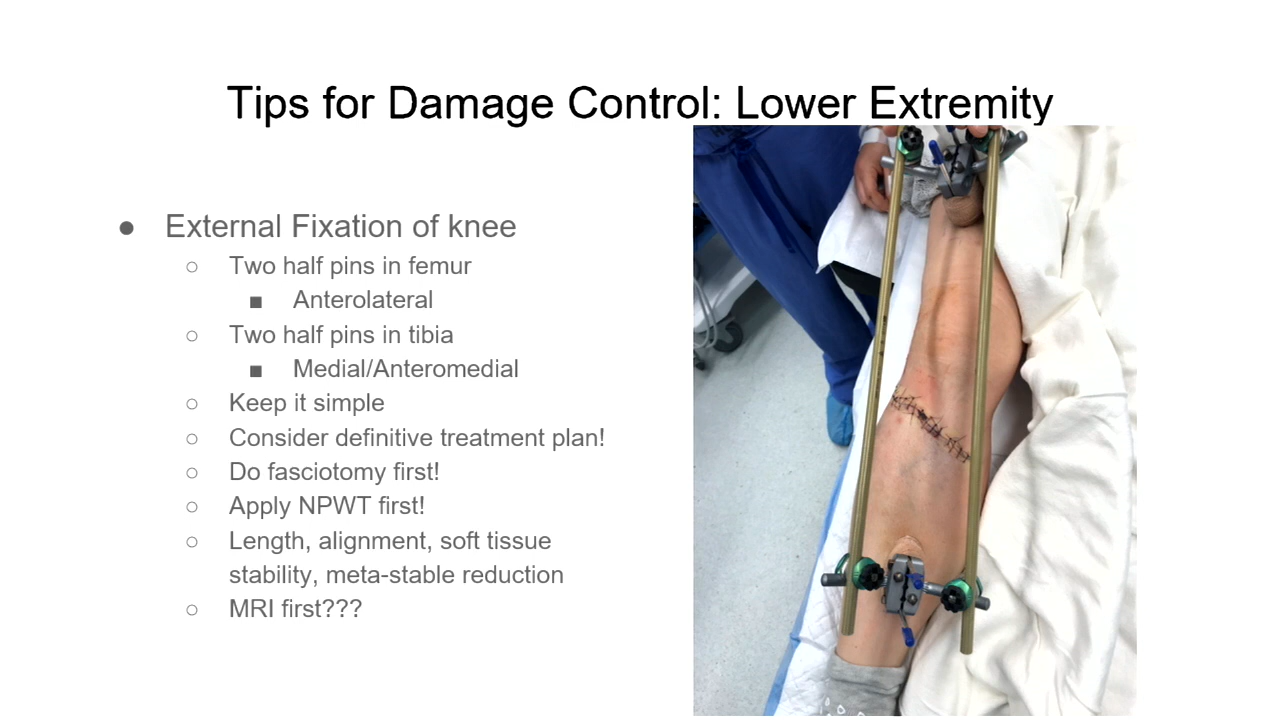 Tips for Damage Control: Lower Extremity
● External Fixation of knee
○ Two half pins in femur
■ Anterolateral
○ Two half pins in tibia
■ Medial/Anteromedial
○ Keep it simple
○ Consider definitive treatment plan!
○ Do fasciotomy first!
○ Apply NPWT first!
○ Length, alignment, soft tissue
stability, meta-stable reduction
○ MRI first???